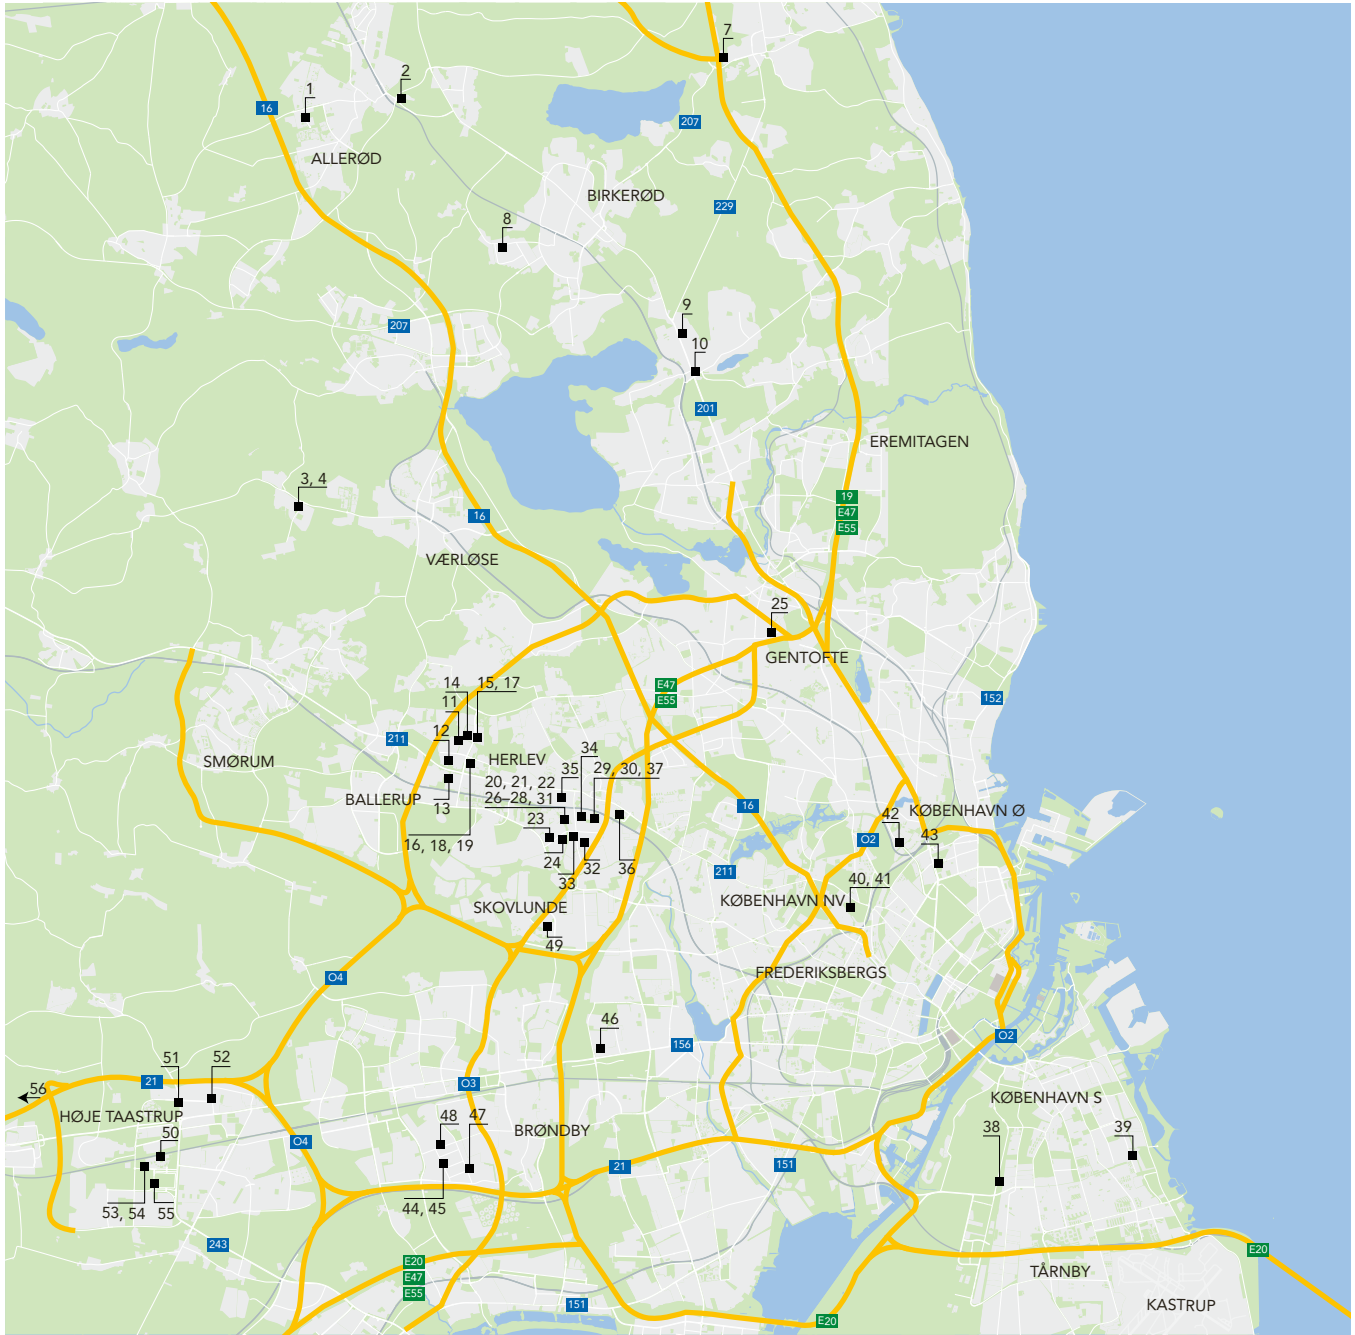 7
2
1
16
207
ALLERØD
BIRKERØD
229
8
9
207
10
201
EREMITAGEN
3, 4
19
E47
E55
16
VÆRLØSE
25
GENTOFTE
14
15, 17
E47
E55
11
152
12
211
34
HERLEV
SMØRUM
35
29, 30, 37
20, 21, 22
26–28, 31
BALLERUP
13
16
KØBENHAVN Ø
23
42
O2
43
16, 18, 19
24
32
36
33
211
40, 41
KØBENHAVN NV
SKOVLUNDE
49
FREDERIKSBERGS
O4
46
O2
156
51
52
21
O3
56
HØJE TAASTRUP
KØBENHAVN S
50
O4
48
47
BRØNDBY
38
39
21
151
53, 54
55
44, 45
243
E20
E47
E55
E20
TÅRNBY
151
KASTRUP
E20